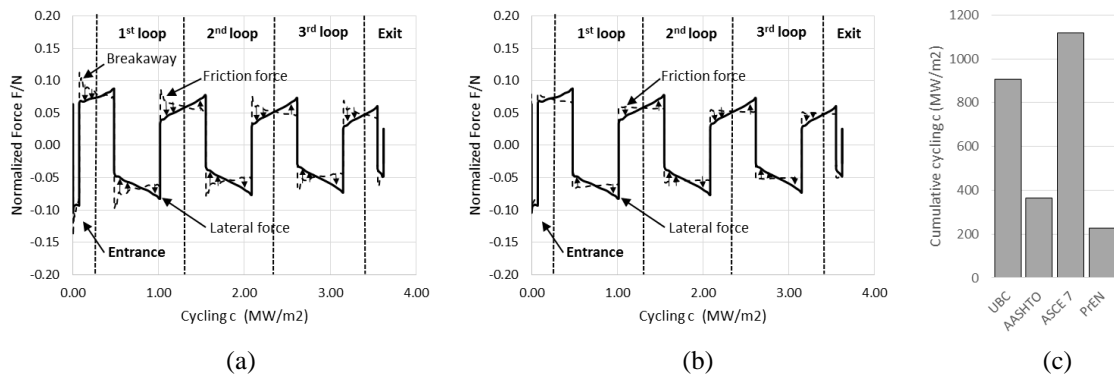 0.20
0.15
0.10
0.05
0.00
-0.05
-0.10
-0.15
-0.20
Normalized Force F/N
1st loop
2nd loop
3rd loop
Exit
Breakaway
Friction force
Lateral force
Entrance
0.00 1.00 2.00 3.00 4.00
Cycling c (MW/m2)
(a)
0.20
0.15
0.10
0.05
0.00
-0.05
-0.10
-0.15
-0.20
Normalized Force F/N
1st loop
2nd loop
3rd loop
Exit
Friction force
Lateral force
Entrance
0.00 1.00 2.00 3.00 4.00
Cycling c (MW/m2)
(b)
1200
1000
800
600
400
200
0
Cumulative cycling c (MW/m2)
UBC
AASHTO
ASCE 7
PrEN
(c)